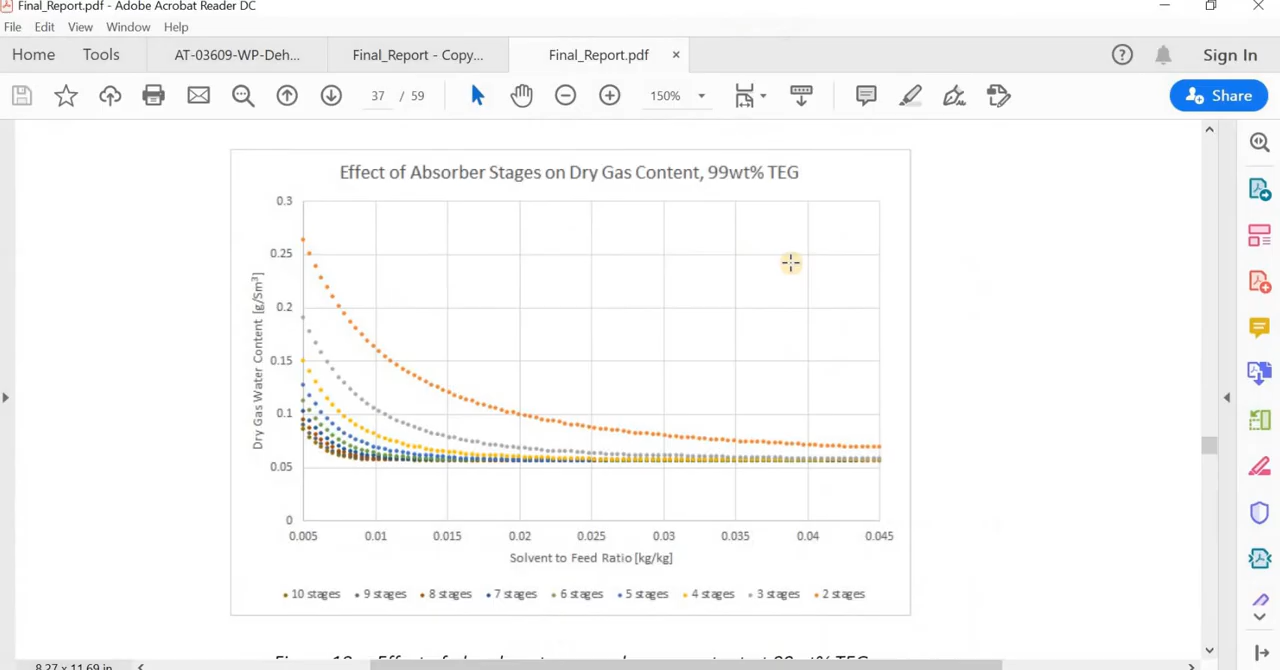 Final_Report.pdf - Adobe Acrobat Reader DC
File Edit View Window Help
Home Tools AT-03609-WP-Deh... Final_Report - Copy... Final_Report.pdf × Sign In
37 / 59 150% Share
Effect of Absorber Stages on Dry Gas Content, 99wt% TEG
0.3
0.25
0.2
0.15
0.1
0.05
0
Dry Gas Water Content [g/Sm³]
0.005 0.01 0.015 0.02 0.025 0.03 0.035 0.04 0.045
Solvent to Feed Ratio [kg/kg]
10 stages 9 stages 8 stages 7 stages 6 stages 5 stages 4 stages 3 stages 2 stages
8.27 x 11.69 in